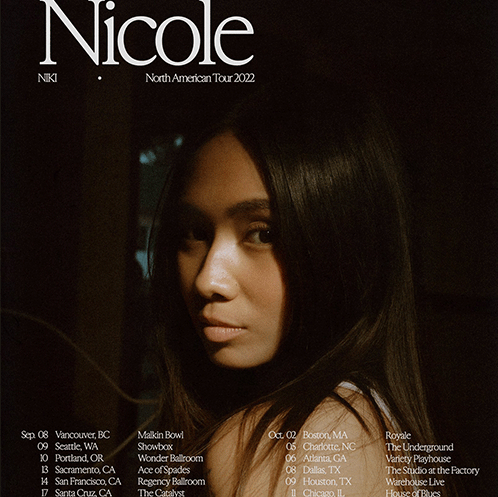 Nicole
NIKI • North American Tour 2022
Sep. 08 Vancouver, BC Malkin Bowl
09 Seattle, WA Showbox
10 Portland, OR Wonder Ballroom
13 Sacramento, CA Ace of Spades
14 San Francisco, CA Regency Ballroom
17 Santa Cruz, CA The Catalyst
Oct. 02 Boston, MA Royale
05 Charlotte, NC The Underground
06 Atlanta, GA Variety Playhouse
08 Dallas, TX The Studio at the Factory
09 Houston, TX Warehouse Live
11 Chicago, IL House of Blues